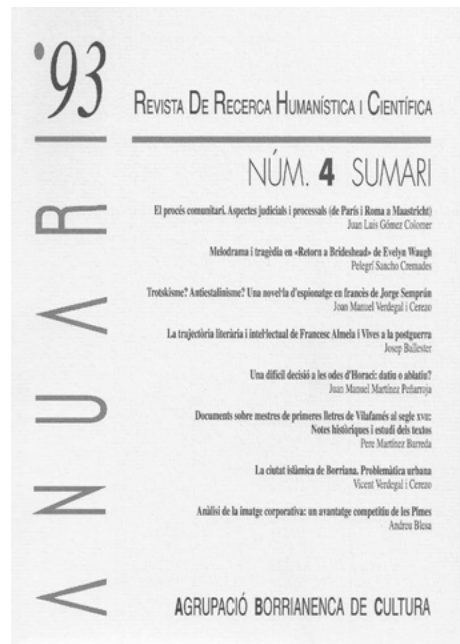 '93
REVISTA DE RECERCA HUMANÍSTICA I CIENTÍFICA
ANUARI
NÚM. 4 SUMARI
El procés comunitari. Aspectes judicials i processals (de París i Roma a Maastricht)
Juan Luis Gómez Colomer
Melodrama i tragèdia en «Retorn a Brideshead» de Evelyn Waugh
Pelegrí Sancho Cremades
Trotskisme? Antiestalinisme? Una novel·la d'espionatge en francès de Jorge Semprún
Joan Manuel Verdegal i Cerezo
La trajectòria literària i intel·lectual de Francesc Almela i Vives a la postguerra
Josep Ballester
Una difícil decisió a les odes d'Horaci: datiu o ablatiu?
Juan Manuel Martínez Peñarroja
Documents sobre mestres de primeres lletres de Vilafamés al segle XVII:
Notes històriques i estudi dels textos
Pere Martínez Barreda
La ciutat islàmica de Borriana. Problemàtica urbana
Vicent Verdegal i Cerezo
Anàlisi de la imatge corporativa: un avantatge competitiu de les Pimes
Andreu Blesa
AGRUPACIÓ BORRIANENCA DE CULTURA